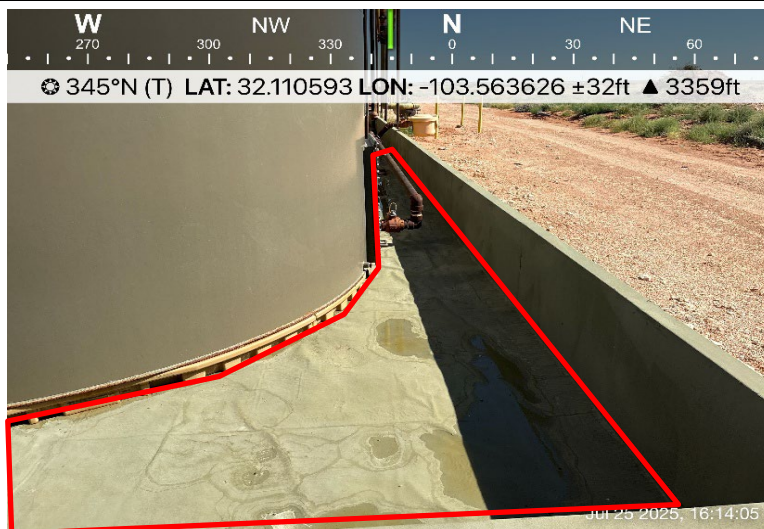 W NW N NE
270 300 330 0 30 60
345°N (T) LAT: 32.110593 LON: -103.563626 ±32ft ▲ 3359ft
Jul 25 2025, 16:14:05